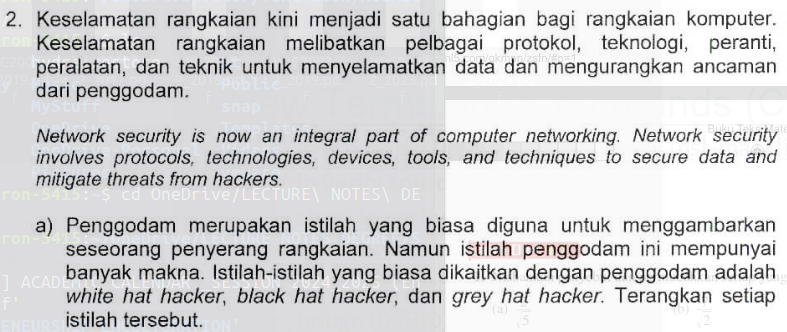 2. Keselamatan rangkaian kini menjadi satu bahagian bagi rangkaian komputer.
Keselamatan rangkaian melibatkan pelbagai protokol, teknologi, peranti,
peralatan, dan teknik untuk menyelamatkan data dan mengurangkan ancaman
dari penggodam.
Network security is now an integral part of computer networking. Network security
involves protocols, technologies, devices, tools, and techniques to secure data and
mitigate threats from hackers.
:~$ cd OneDrive/LECTURE\ NOTES\ DE
a) Penggodam merupakan istilah yang biasa diguna untuk menggambarkan
seseorang penyerang rangkaian. Namun istilah penggodam ini mempunyai
banyak makna. Istilah-istilah yang biasa dikaitkan dengan penggodam adalah
white hat hacker, black hat hacker, dan grey hat hacker. Terangkan setiap
istilah tersebut.